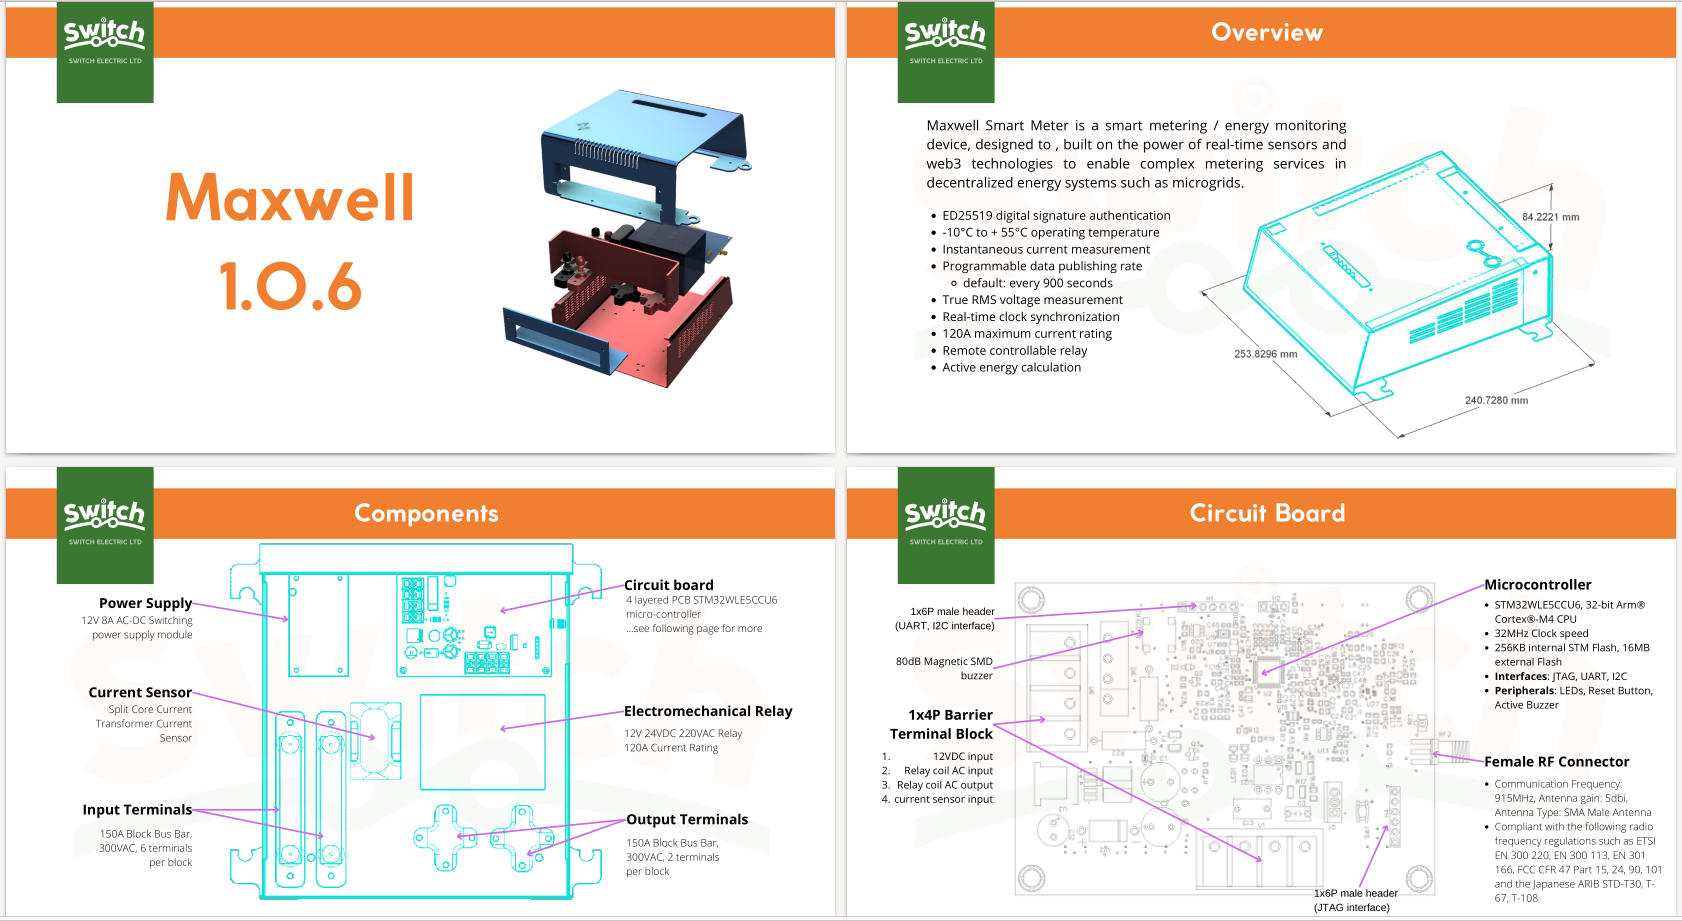 Switch
SWITCH ELECTRIC LTD
Maxwell
1.0.6
Switch
SWITCH ELECTRIC LTD
Overview
Maxwell Smart Meter is a smart metering / energy monitoring
device, designed to , built on the power of real-time sensors and
web3 technologies to enable complex metering services in
decentralized energy systems such as microgrids.
ED25519 digital signature authentication
-10°C to + 55°C operating temperature
Instantaneous current measurement
Programmable data publishing rate
default: every 900 seconds
True RMS voltage measurement
Real-time clock synchronization
120A maximum current rating
Remote controllable relay
Active energy calculation
84.2221 mm
253.8296 mm
240.7280 mm
Switch
SWITCH ELECTRIC LTD
Components
Power Supply
12V 8A AC-DC Switching
power supply module
Current Sensor
Split Core Current
Transformer Current
Sensor
Input Terminals
150A Block Bus Bar,
300VAC, 6 terminals
per block
Circuit board
4 layered PCB STM32WLE5CCU6
micro-controller
...see following page for more
Electromechanical Relay
12V 24VDC 220VAC Relay
120A Current Rating
Output Terminals
150A Block Bus Bar,
300VAC, 2 terminals
per block
Switch
SWITCH ELECTRIC LTD
Circuit Board
1x6P male header
(UART, I2C interface)
80dB Magnetic SMD
buzzer
1x4P Barrier
Terminal Block
1. 12VDC input
2. Relay coil AC input
3. Relay coil AC output
4. current sensor input
H1
H2
RF2
U1
1x6P male header
(JTAG interface)
Microcontroller
STM32WLE5CCU6, 32-bit Arm®
Cortex®-M4 CPU
32MHz Clock speed
256KB internal STM Flash, 16MB
external Flash
Interfaces: JTAG, UART, I2C
Peripherals: LEDs, Reset Button,
Active Buzzer
Female RF Connector
Communication Frequency:
915MHz, Antenna gain: 5dbi,
Antenna Type: SMA Male Antenna
Compliant with the following radio
frequency regulations such as ETSI
EN 300 220, EN 300 113, EN 301
166, FCC CFR 47 Part 15, 24, 90, 101
and the Japanese ARIB STD-T30, T-
67, T-108